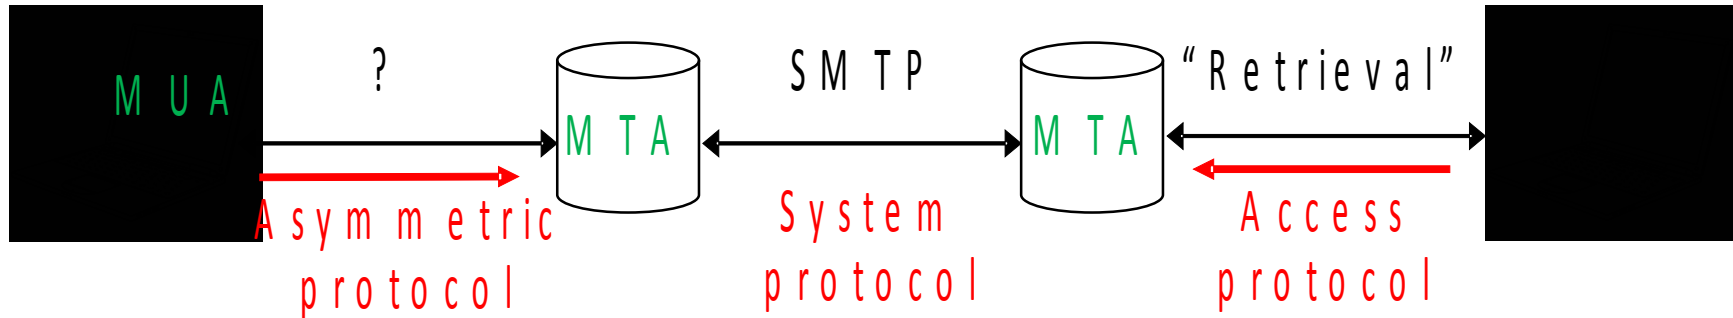 ?
SMTP
“Retrieval”
MUA
MTA
MTA
Asymmetric
protocol
System
protocol
Access
protocol